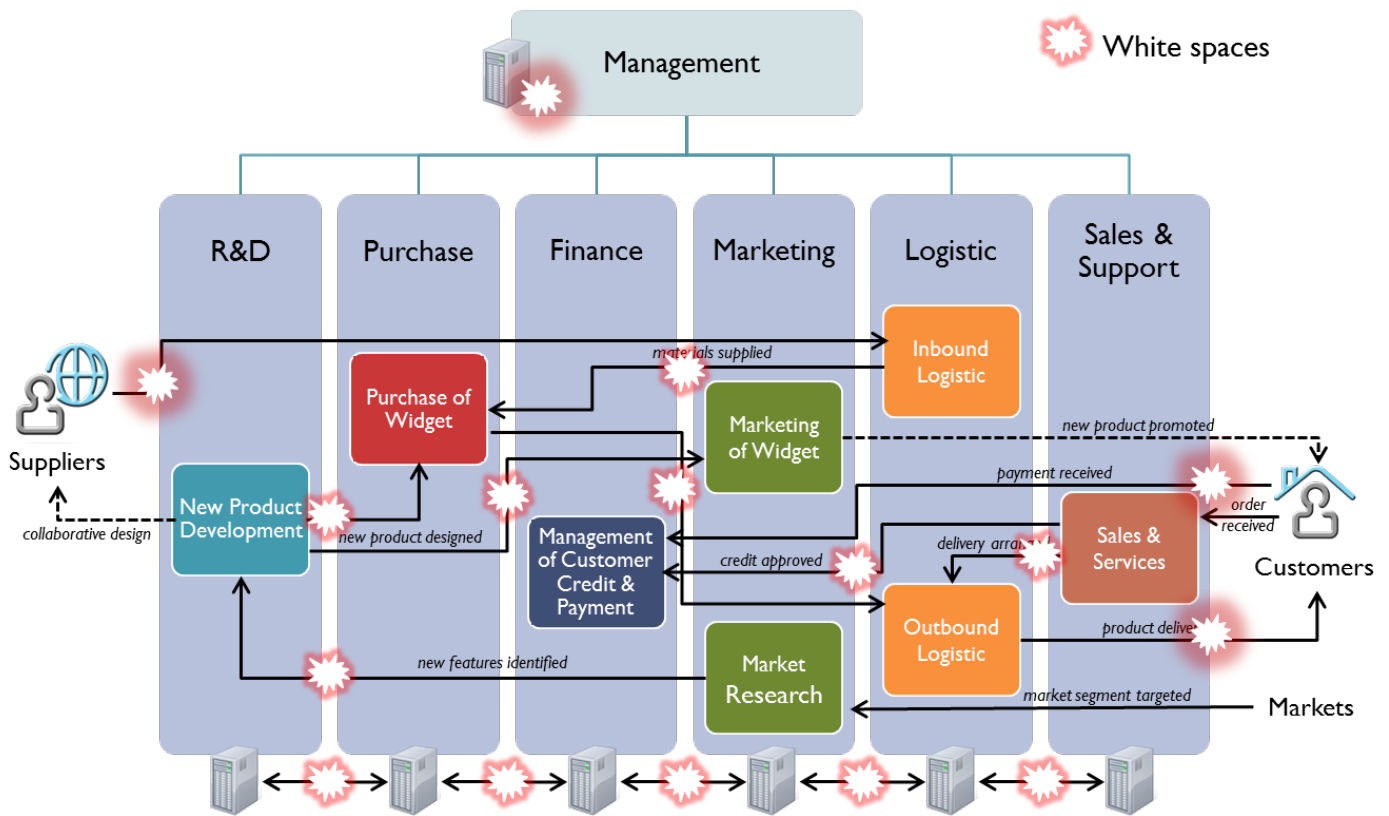 Management
White spaces
R&D
Purchase
Finance
Marketing
Logistic
Sales &
Support
Inbound
Logistic
materials supplied
Purchase of
Widget
Marketing
of Widget
new product promoted
Suppliers
payment received
New Product
Development
collaborative design
new product designed
Management
of Customer
Credit &
Payment
order
received
Sales &
Services
delivery
credit approved
Customers
Outbound
Logistic
product
new features identified
Market
Research
market segment targeted
Markets